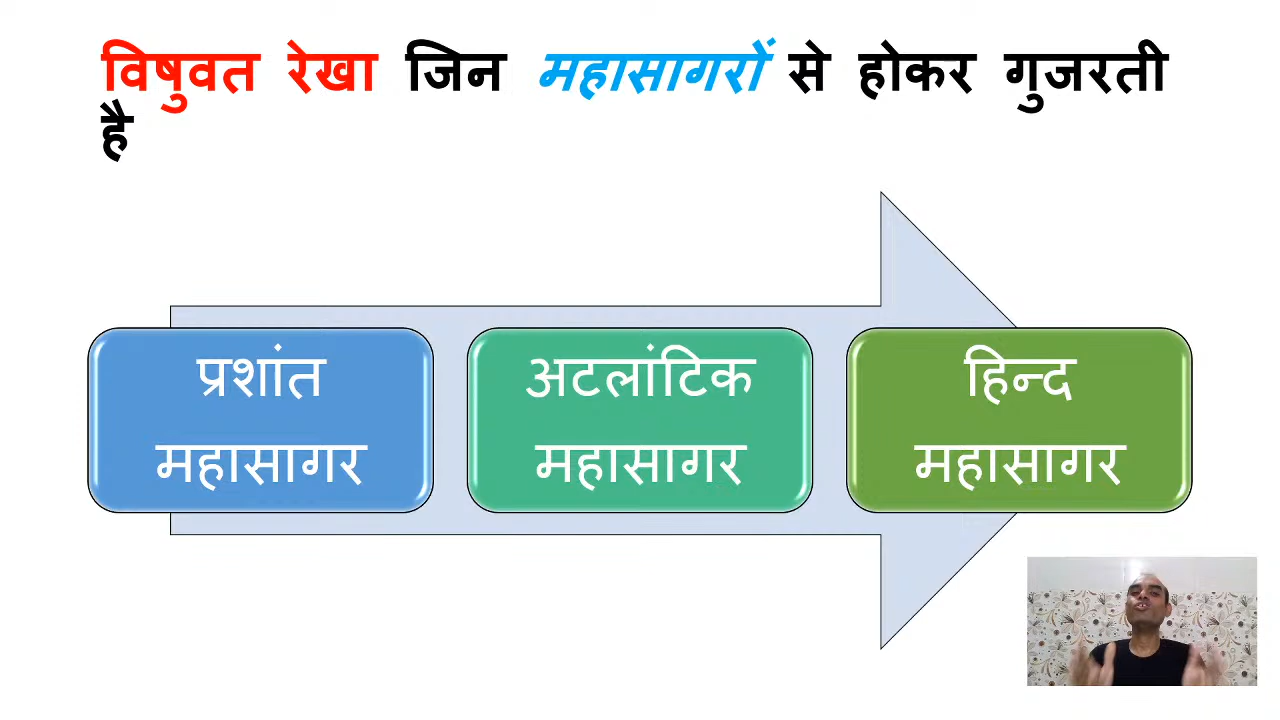 विषुवत रेखा जिन महासागरों से होकर गुजरती
है
प्रशांत
महासागर
अटलांटिक
महासागर
हिन्द
महासागर